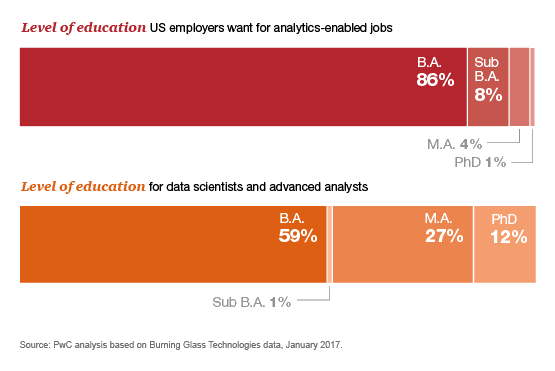 Level of education US employers want for analytics-enabled jobs
B.A.
86%
Sub
B.A.
8%
M.A. 4%
PhD 1%
Level of education for data scientists and advanced analysts
B.A.
59%
M.A.
27%
PhD
12%
Sub B.A. 1%
Source: PwC analysis based on Burning Glass Technologies data, January 2017.